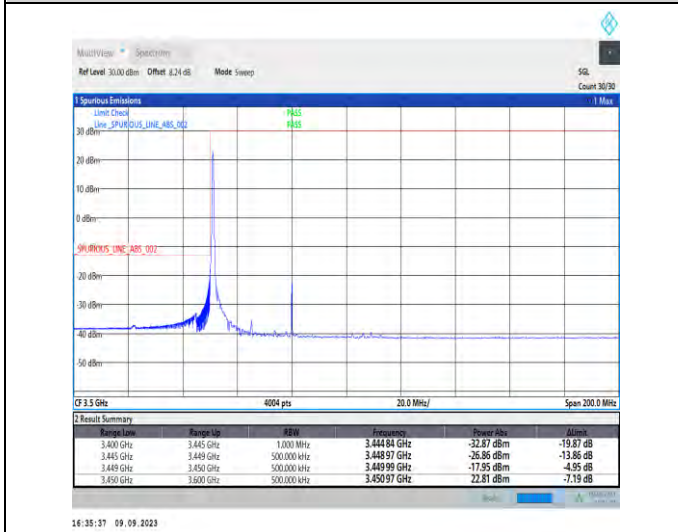 MultiView Spectrum
Ref Level 30.00 dBm Offset 8.24 dB Mode Sweep SGL
Count 30/30
1 Spurious Emissions 1 Max
Limit Check PASS
Line _SPURIOUS_LINE_ABS_002 PASS
30 dBm
20 dBm
10 dBm
0 dBm
_SPURIOUS_LINE_ABS_002
-20 dBm
-30 dBm
-40 dBm
-50 dBm
CF 3.5 GHz 4004 pts 20.0 MHz/ Span 200.0 MHz
2 Result Summary
Range Low Range Up RBW Frequency Power Abs ΔLimit
3.400 GHz 3.445 GHz 1.000 MHz 3.444 84 GHz -32.87 dBm -19.87 dB
3.445 GHz 3.449 GHz 500.000 kHz 3.448 97 GHz -26.86 dBm -13.86 dB
3.449 GHz 3.450 GHz 500.000 kHz 3.449 99 GHz -17.95 dBm -4.95 dB
3.450 GHz 3.600 GHz 500.000 kHz 3.450 97 GHz 22.81 dBm -7.19 dB
Ready
16:35:37 09.09.2023